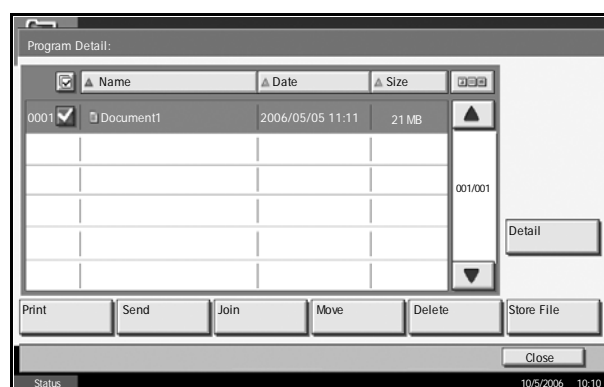 Program Detail:
Name Date Size
0001 Document1 2006/05/05 11:11 21 MB
001/001
Detail
Print Send Join Move Delete Store File
Close
Status 10/5/2006 10:10